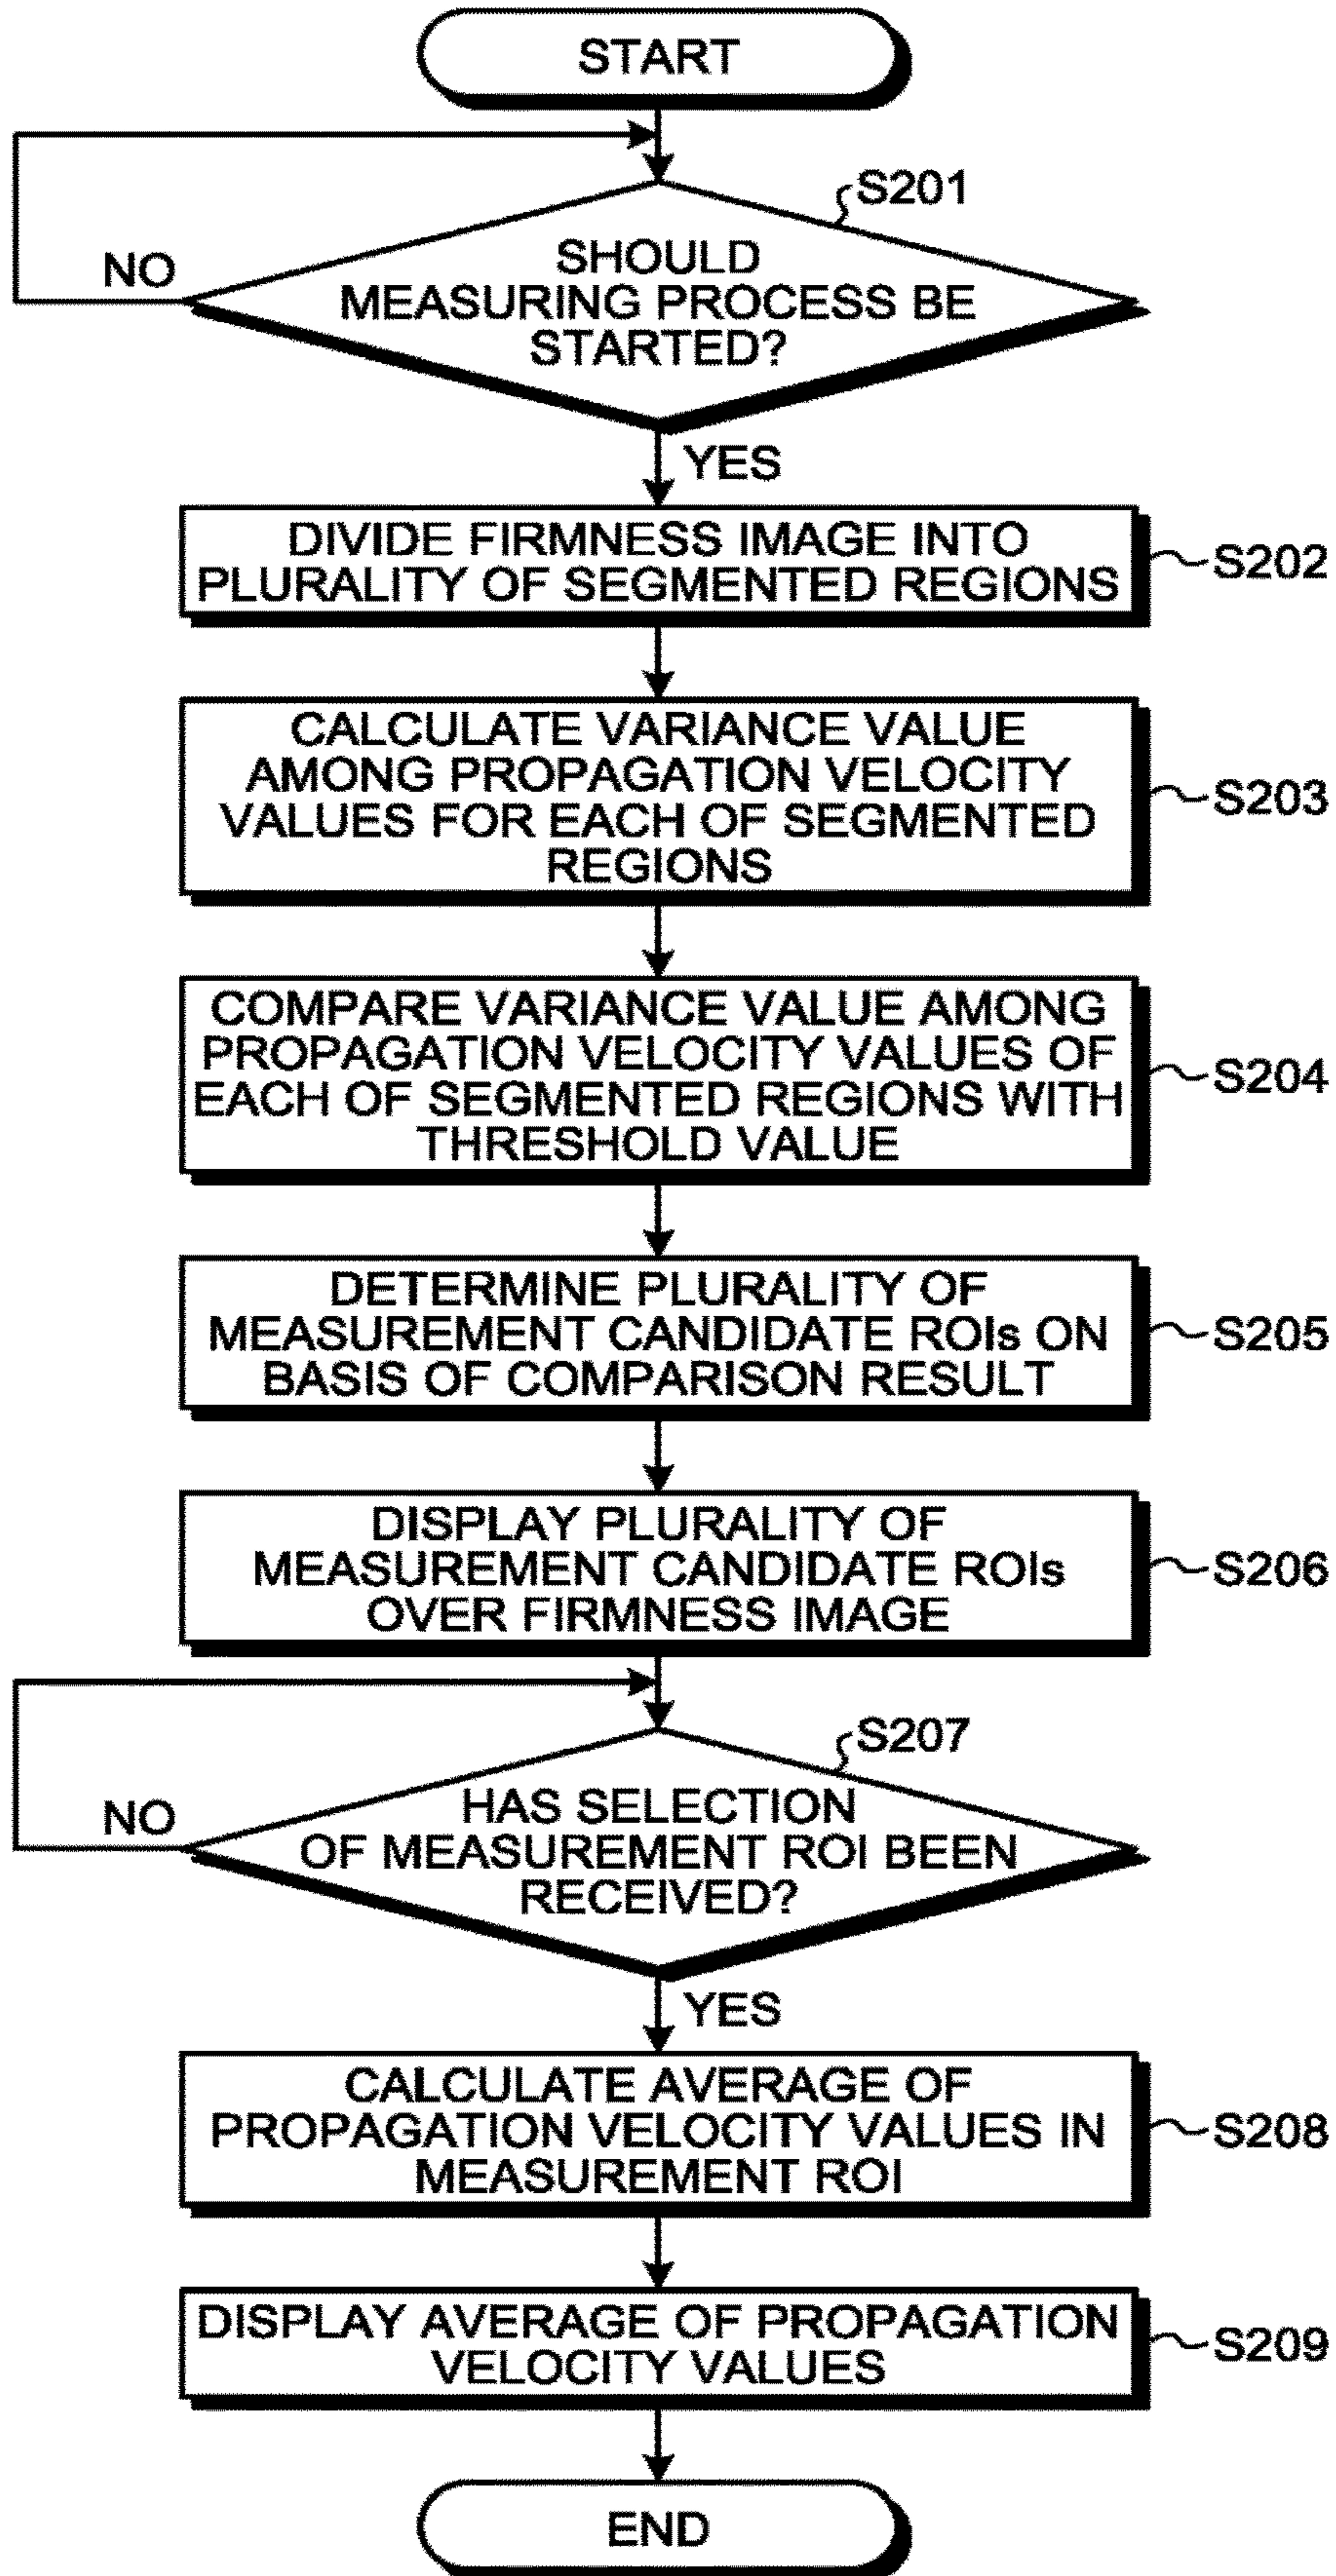 START
S201
SHOULD
MEASURING PROCESS BE
STARTED?
NO
YES
DIVIDE FIRMNESS IMAGE INTO
PLURALITY OF SEGMENTED REGIONS
S202
CALCULATE VARIANCE VALUE
AMONG PROPAGATION VELOCITY
VALUES FOR EACH OF SEGMENTED
REGIONS
S203
COMPARE VARIANCE VALUE AMONG
PROPAGATION VELOCITY VALUES OF
EACH OF SEGMENTED REGIONS WITH
THRESHOLD VALUE
S204
DETERMINE PLURALITY OF
MEASUREMENT CANDIDATE ROIs ON
BASIS OF COMPARISON RESULT
S205
DISPLAY PLURALITY OF
MEASUREMENT CANDIDATE ROIs
OVER FIRMNESS IMAGE
S206
S207
HAS SELECTION
OF MEASUREMENT ROI BEEN
RECEIVED?
NO
YES
CALCULATE AVERAGE OF
PROPAGATION VELOCITY VALUES IN
MEASUREMENT ROI
S208
DISPLAY AVERAGE OF PROPAGATION
VELOCITY VALUES
S209
END